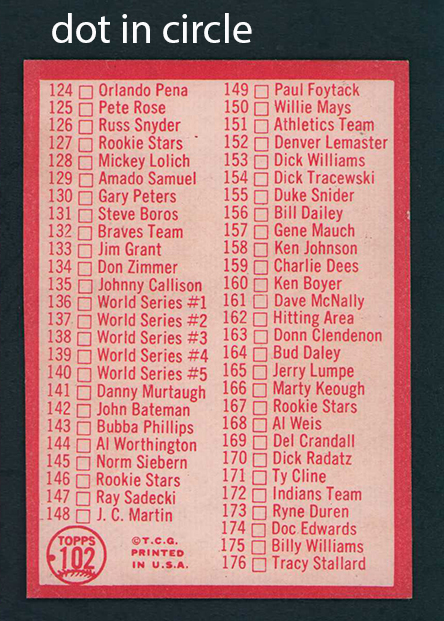 dot in circle
124 Orlando Pena
125 Pete Rose
126 Russ Snyder
127 Rookie Stars
128 Mickey Lolich
129 Amado Samuel
130 Gary Peters
131 Steve Boros
132 Braves Team
133 Jim Grant
134 Don Zimmer
135 Johnny Callison
136 World Series #1
137 World Series #2
138 World Series #3
139 World Series #4
140 World Series #5
141 Danny Murtaugh
142 John Bateman
143 Bubba Phillips
144 Al Worthington
145 Norm Siebern
146 Rookie Stars
147 Ray Sadecki
148 J. C. Martin
149 Paul Foytack
150 Willie Mays
151 Athletics Team
152 Denver Lemaster
153 Dick Williams
154 Dick Tracewski
155 Duke Snider
156 Bill Dailey
157 Gene Mauch
158 Ken Johnson
159 Charlie Dees
160 Ken Boyer
161 Dave McNally
162 Hitting Area
163 Donn Clendenon
164 Bud Daley
165 Jerry Lumpe
166 Marty Keough
167 Rookie Stars
168 Al Weis
169 Del Crandall
170 Dick Radatz
171 Ty Cline
172 Indians Team
173 Ryne Duren
174 Doc Edwards
175 Billy Williams
176 Tracy Stallard
TOPPS
102
©T.C.G.
PRINTED
IN U.S.A.